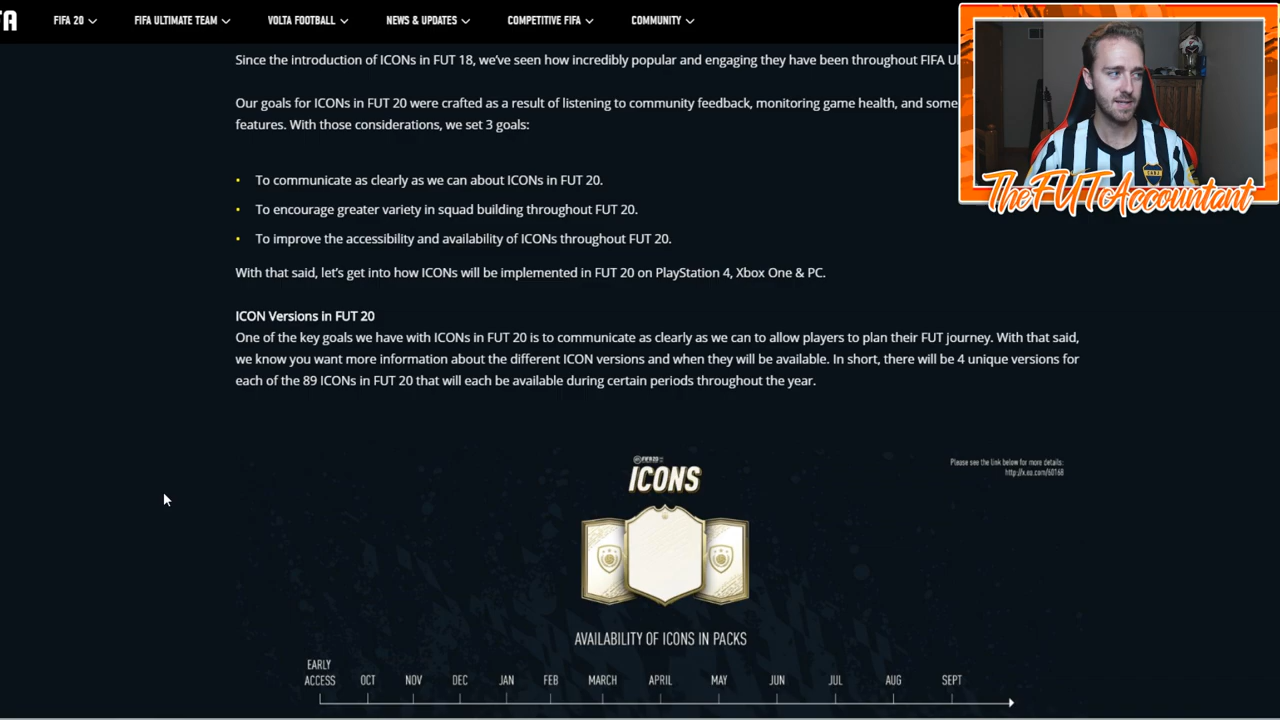 FA FIFA 20 FIFA ULTIMATE TEAM VOLTA FOOTBALL NEWS & UPDATES COMPETITIVE FIFA COMMUNITY
Since the introduction of ICONs in FUT 18, we've seen how incredibly popular and engaging they have been throughout FIFA
Our goals for ICONs in FUT 20 were crafted as a result of listening to community feedback, monitoring game health, and some
features. With those considerations, we set 3 goals:
• To communicate as clearly as we can about ICONs in FUT 20.
• To encourage greater variety in squad building throughout FUT 20.
• To improve the accessibility and availability of ICONs throughout FUT 20.
With that said, let's get into how ICONs will be implemented in FUT 20 on PlayStation 4, Xbox One & PC.
ICON Versions in FUT 20
One of the key goals we have with ICONs in FUT 20 is to communicate as clearly as we can to allow players to plan their FUT journey. With that said,
we know you want more information about the different ICON versions and when they will be available. In short, there will be 4 unique versions for
each of the 89 ICONs in FUT 20 that will each be available during certain periods throughout the year.
TheFUTAccountant
Please see the link below for more details:
http://x.ea.com/60168
ICONS
AVAILABILITY OF ICONS IN PACKS
EARLY
ACCESS OCT NOV DEC JAN FEB MARCH APRIL MAY JUN JUL AUG SEPT